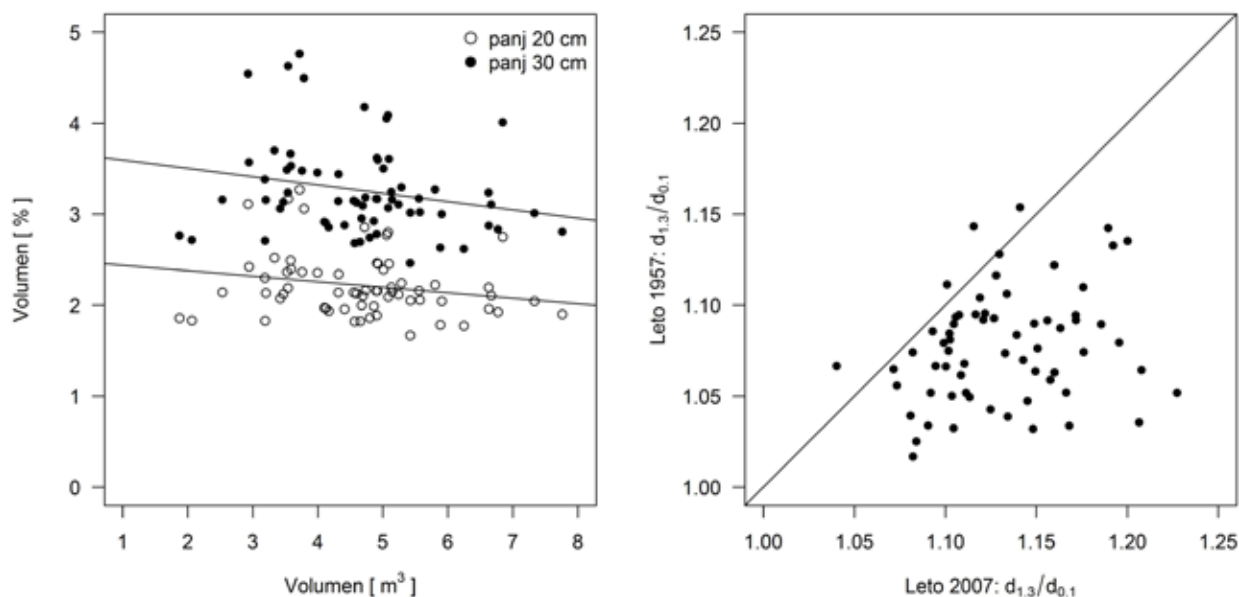 5
4
3
2
1
0
Volumen [ % ]
panj 20 cm
panj 30 cm
1 2 3 4 5 6 7 8
Volumen [ m³ ]
1.25
1.20
1.15
1.10
1.05
1.00
Leto 1957: d₁.₃/d₀.₁
1.00 1.05 1.10 1.15 1.20 1.25
Leto 2007: d₁.₃/d₀.₁